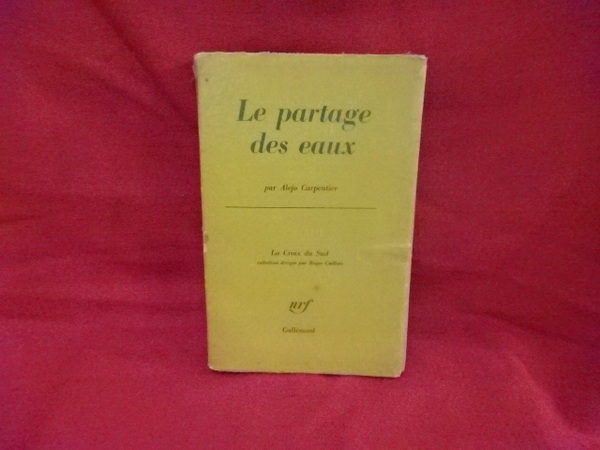 Le partage
des eaux
par Alejo Carpentier
La Croix du Sud
collection dirigée par Roger Caillois
nrf
Gallimard